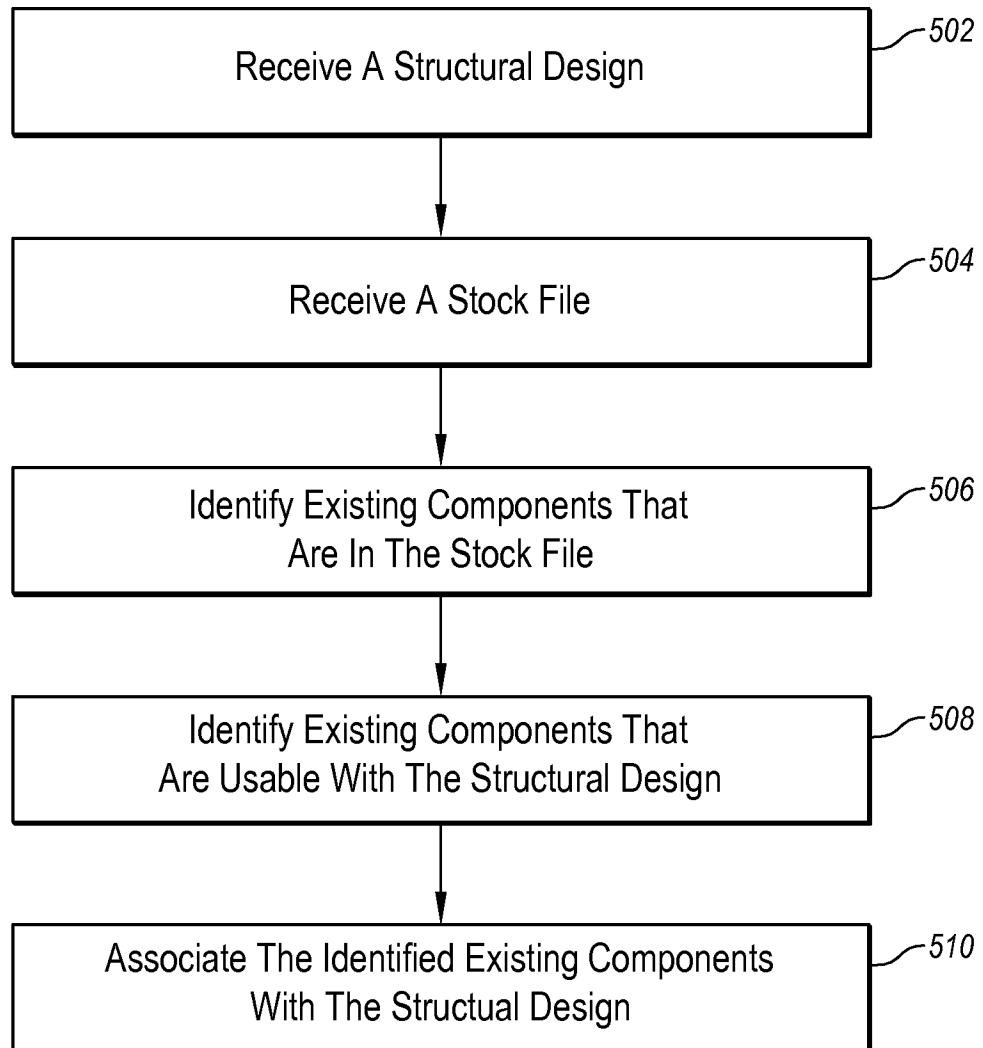 Receive A Structural Design
502
Receive A Stock File
504
Identify Existing Components That
Are In The Stock File
506
Identify Existing Components That
Are Usable With The Structural Design
508
Associate The Identified Existing Components
With The Structual Design
510